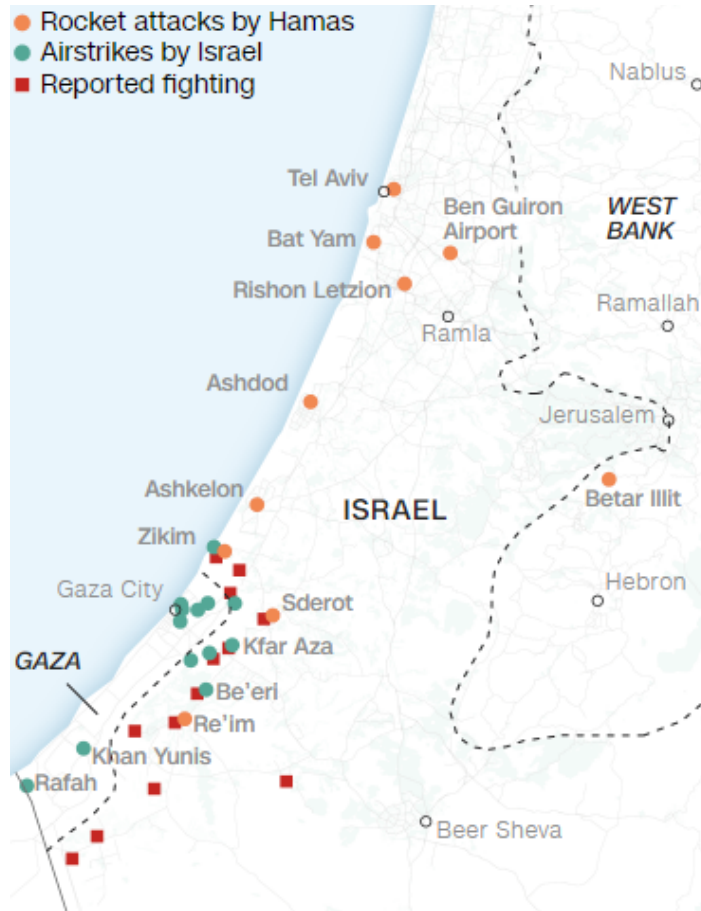 Rocket attacks by Hamas
Airstrikes by Israel
Reported fighting
Nablus
Tel Aviv
Ben Guiron
Airport
WEST
BANK
Bat Yam
Rishon Letzion
Ramallah
Ramla
Ashdod
Jerusalem
Ashkelon
Betar Illit
ISRAEL
Zikim
Gaza City
Sderot
Hebron
GAZA
Kfar Aza
Be'eri
Re'im
Khan Yunis
Rafah
Beer Sheva